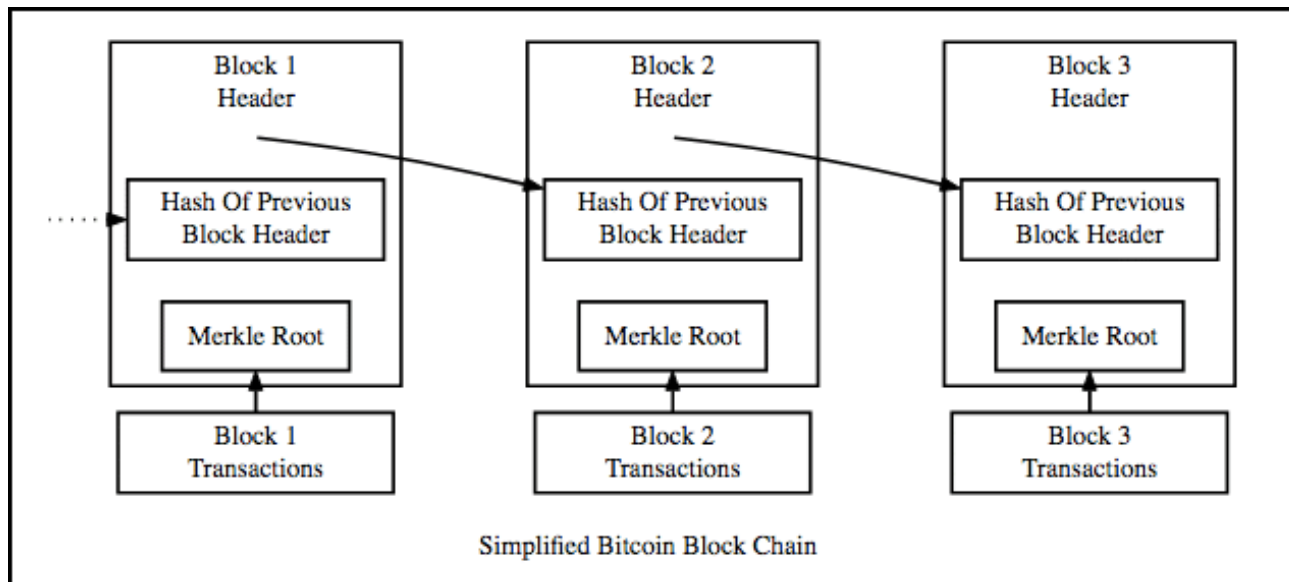 Block 1
Header
Hash Of Previous
Block Header
Merkle Root
Block 1
Transactions
Block 2
Header
Hash Of Previous
Block Header
Merkle Root
Block 2
Transactions
Block 3
Header
Hash Of Previous
Block Header
Merkle Root
Block 3
Transactions
Simplified Bitcoin Block Chain